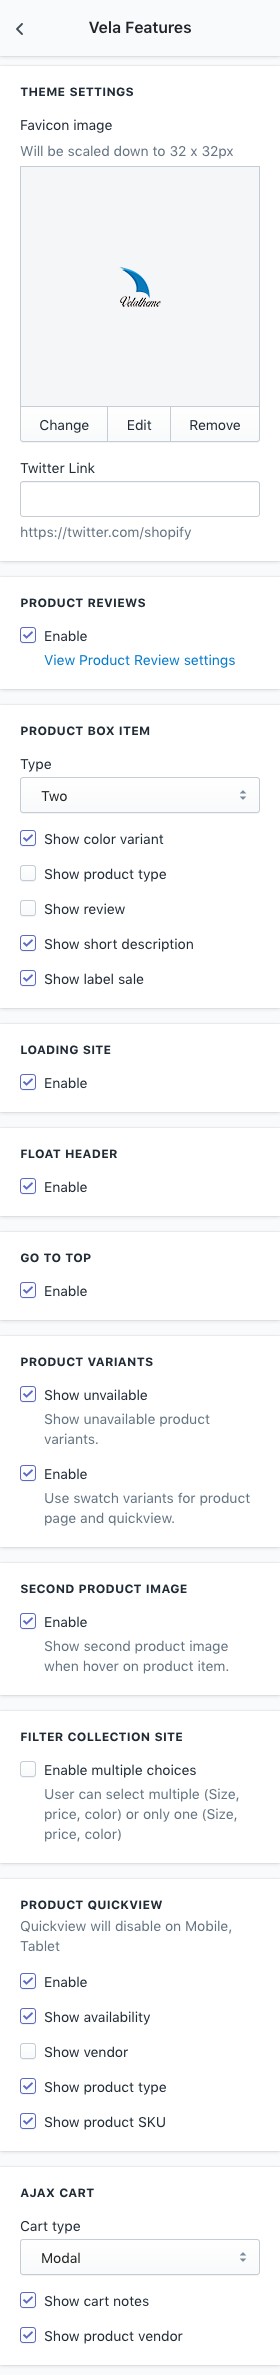 Vela Features
THEME SETTINGS
Favicon image
Will be scaled down to 32 x 32px
Velatheme
Change Edit Remove
Twitter Link
https://twitter.com/shopify
PRODUCT REVIEWS
Enable
View Product Review settings
PRODUCT BOX ITEM
Type
Two
Show color variant
Show product type
Show review
Show short description
Show label sale
LOADING SITE
Enable
FLOAT HEADER
Enable
GO TO TOP
Enable
PRODUCT VARIANTS
Show unvailable
Show unavailable product
variants.
Enable
Use swatch variants for product
page and quickview.
SECOND PRODUCT IMAGE
Enable
Show second product image
when hover on product item.
FILTER COLLECTION SITE
Enable multiple choices
User can select multiple (Size,
price, color) or only one (Size,
price, color)
PRODUCT QUICKVIEW
Quickview will disable on Mobile,
Tablet
Enable
Show availability
Show vendor
Show product type
Show product SKU
AJAX CART
Cart type
Modal
Show cart notes
Show product vendor